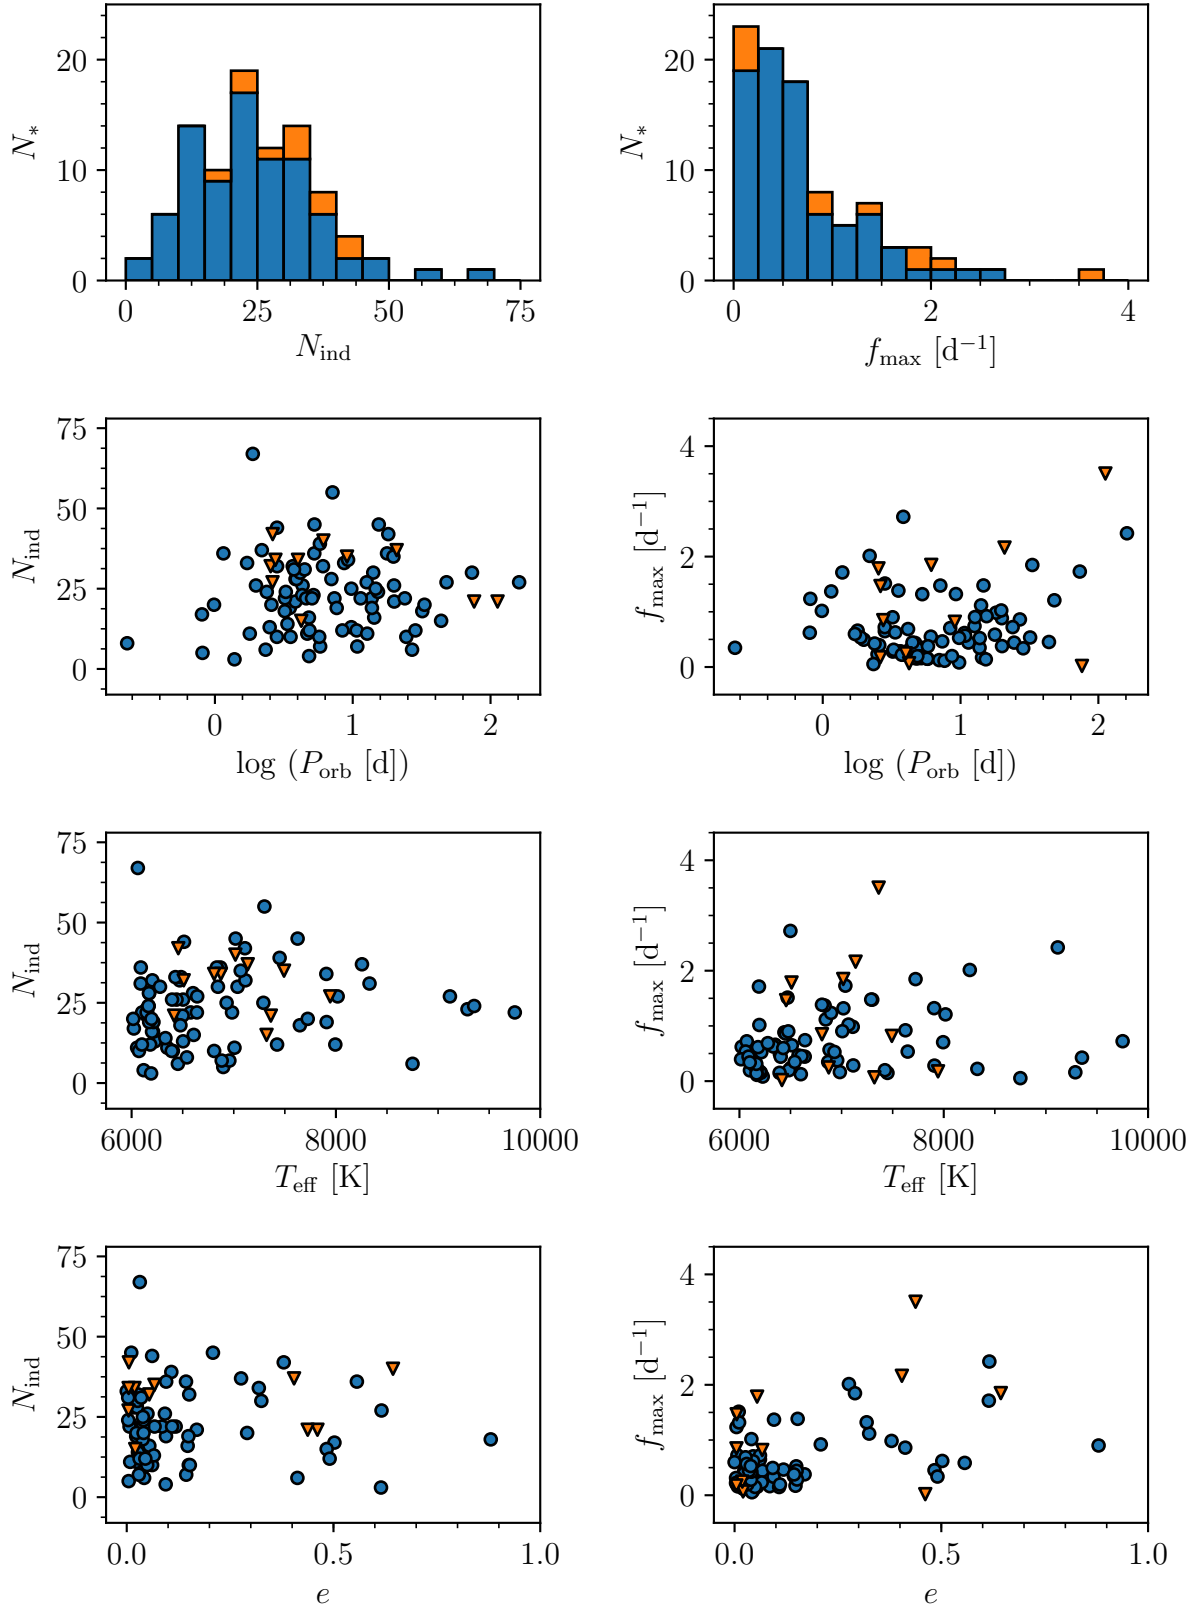 20
10
0
N_*
0 25 50 75
N_ind
20
10
0
N_*
0 2 4
f_max [d⁻¹]
75
50
25
0
N_ind
0 1 2
log (P_orb [d])
4
2
0
f_max [d⁻¹]
0 1 2
log (P_orb [d])
75
50
25
0
N_ind
6000 8000 10000
T_eff [K]
4
2
0
f_max [d⁻¹]
6000 8000 10000
T_eff [K]
75
50
25
0
N_ind
0.0 0.5 1.0
e
4
2
0
f_max [d⁻¹]
0.0 0.5 1.0
e